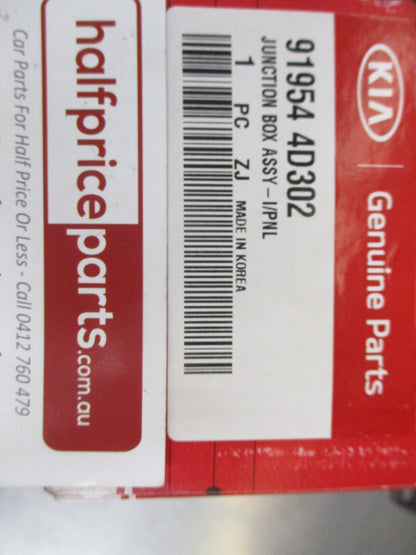 KIA
Genuine Parts
91954 4D302
JUNCTION BOX ASSY-I/PNL
1 PC ZJ MADE IN KOREA
halfpriceparts.com.au
Car Parts For Half Price Or Less - Call 0412 760 479